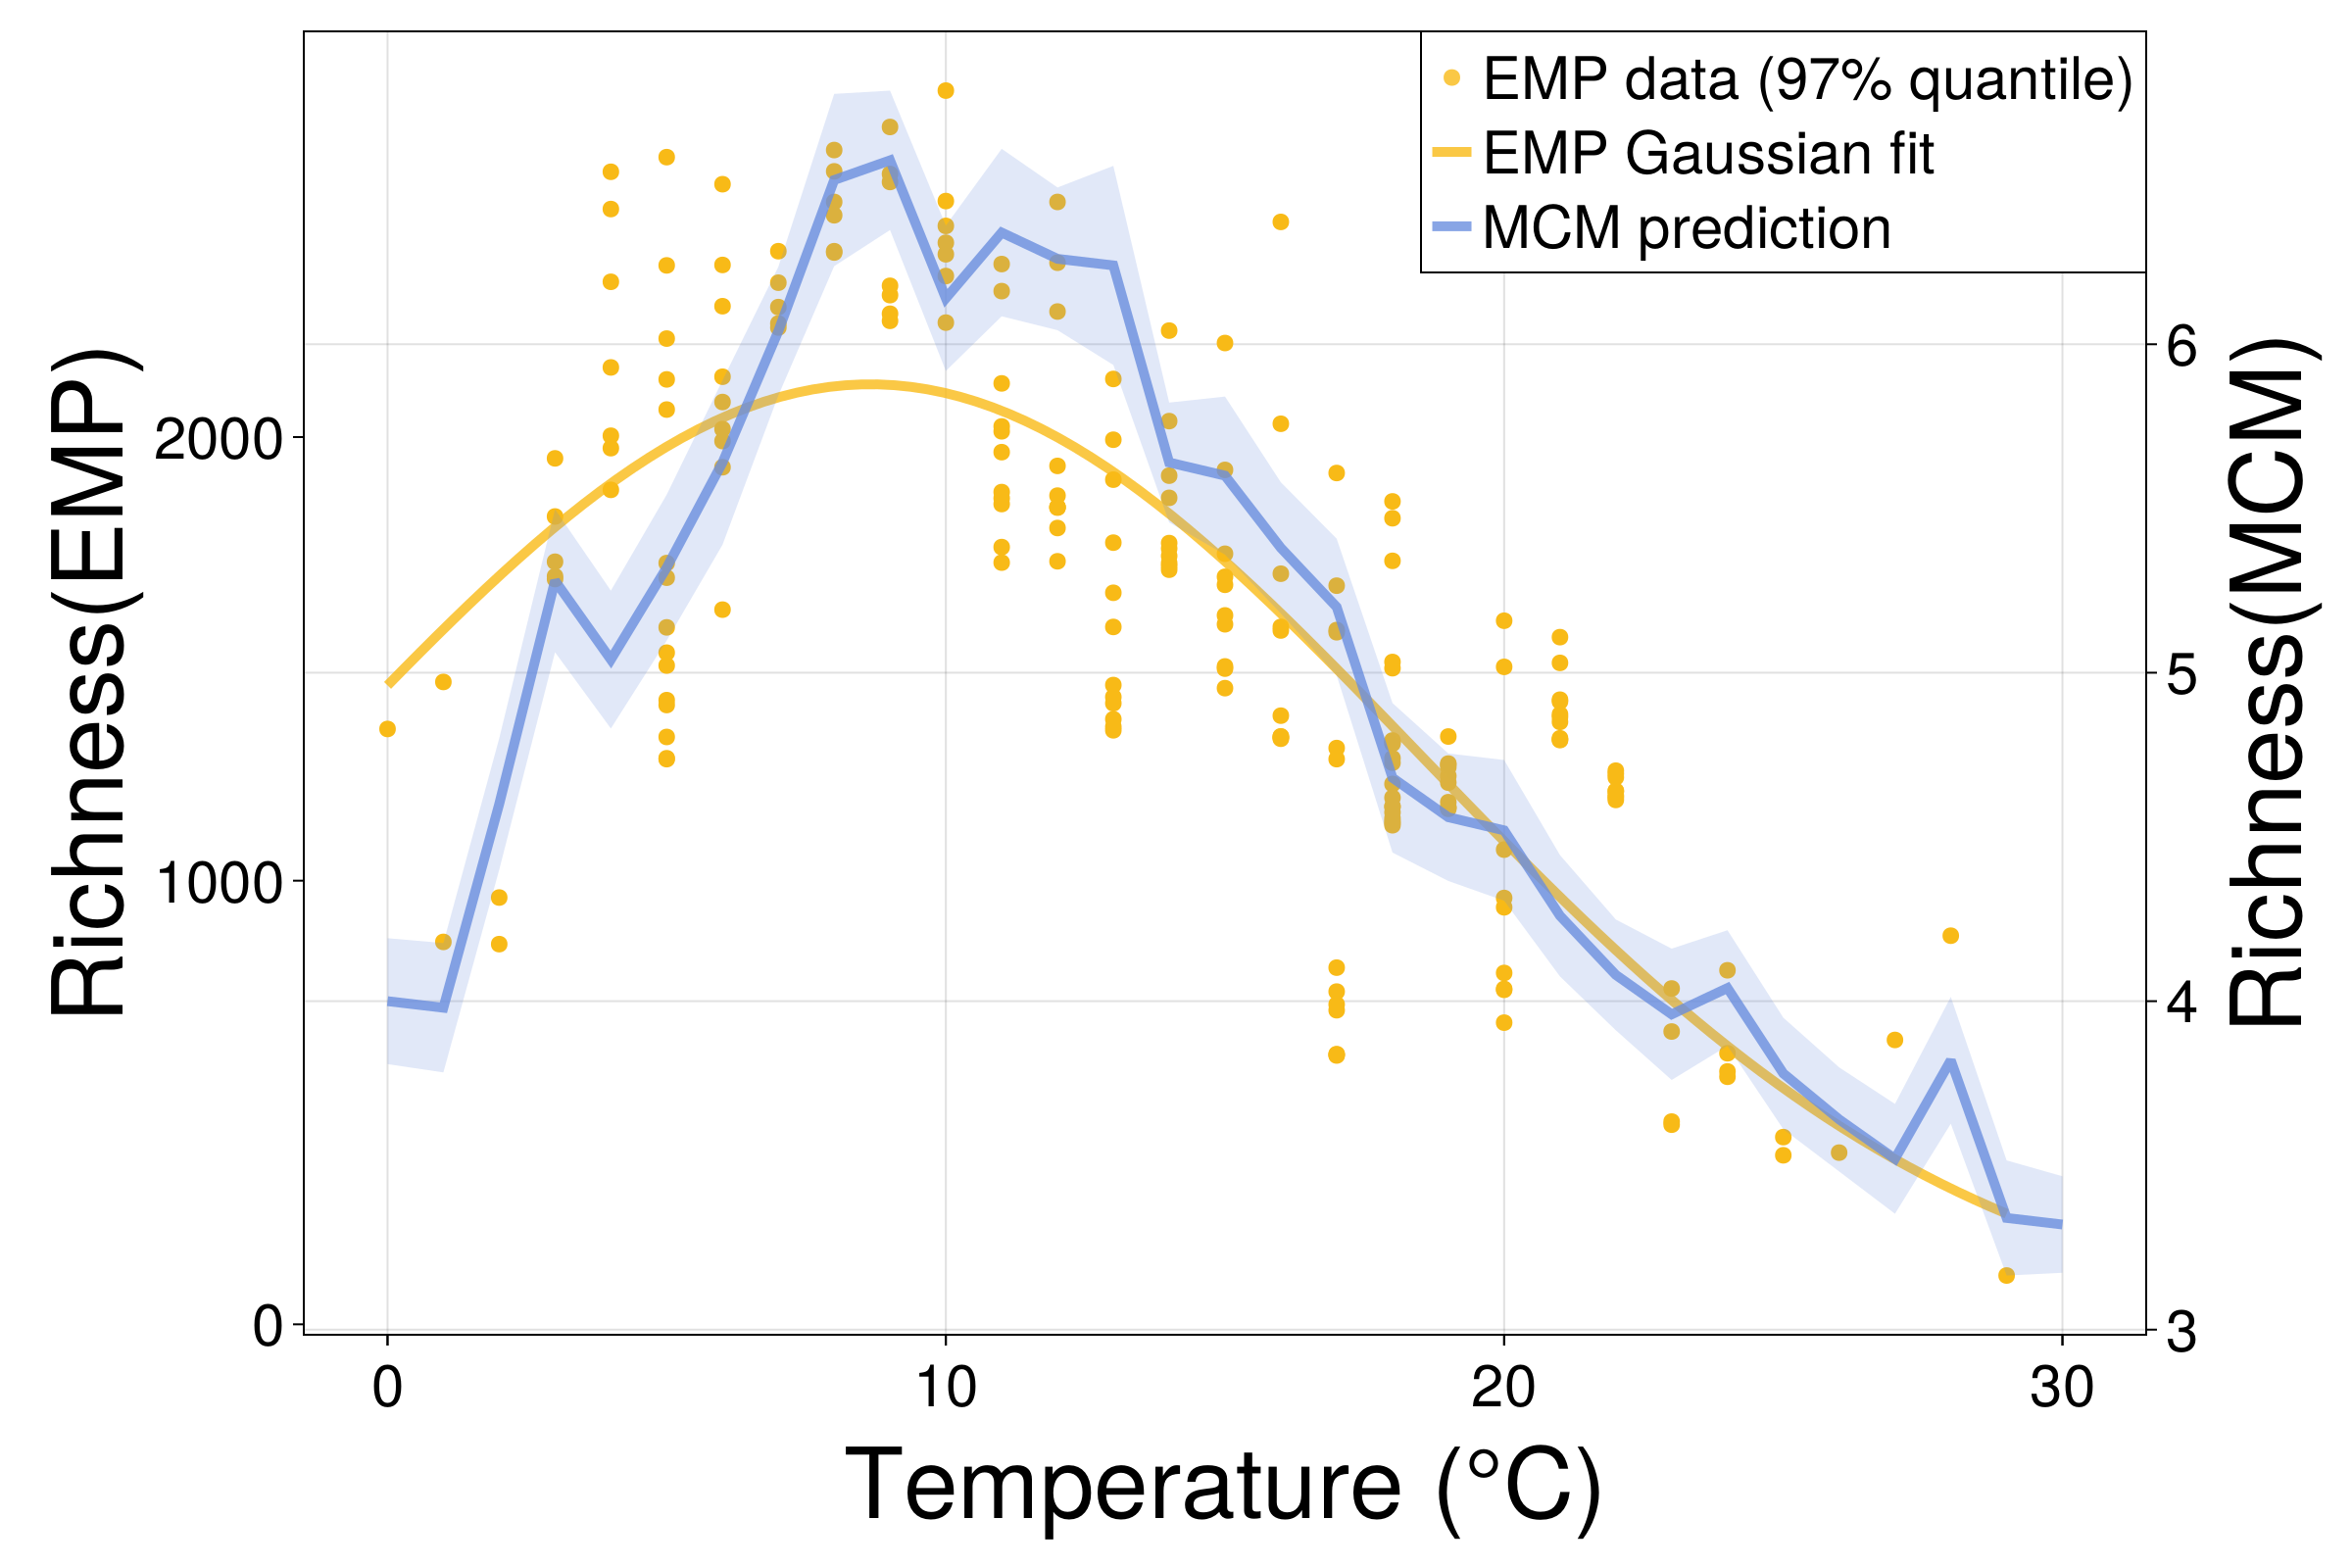 EMP data (97% quantile)
EMP Gaussian fit
MCM prediction
Richness(EMP)
2000
1000
0
6
5
4
3
Richness(MCM)
0 10 20 30
Temperature (°C)